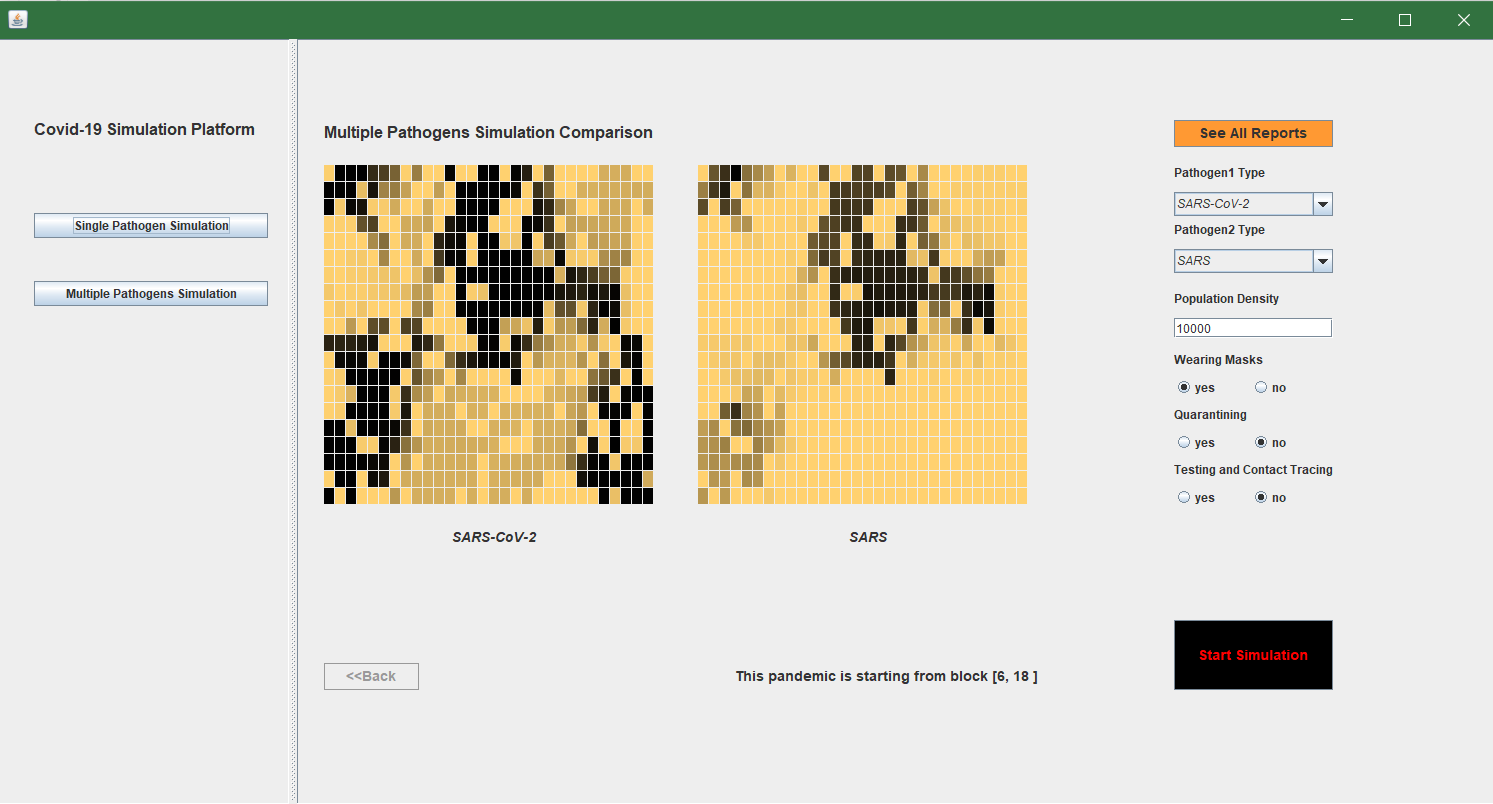 Covid-19 Simulation Platform
Single Pathogen Simulation
Multiple Pathogens Simulation
Multiple Pathogens Simulation Comparison
SARS-CoV-2
SARS
<<Back
This pandemic is starting from block [6, 18 ]
See All Reports
Pathogen1 Type
SARS-CoV-2
Pathogen2 Type
SARS
Population Density
10000
Wearing Masks
yes no
Quarantining
yes no
Testing and Contact Tracing
yes no
Start Simulation